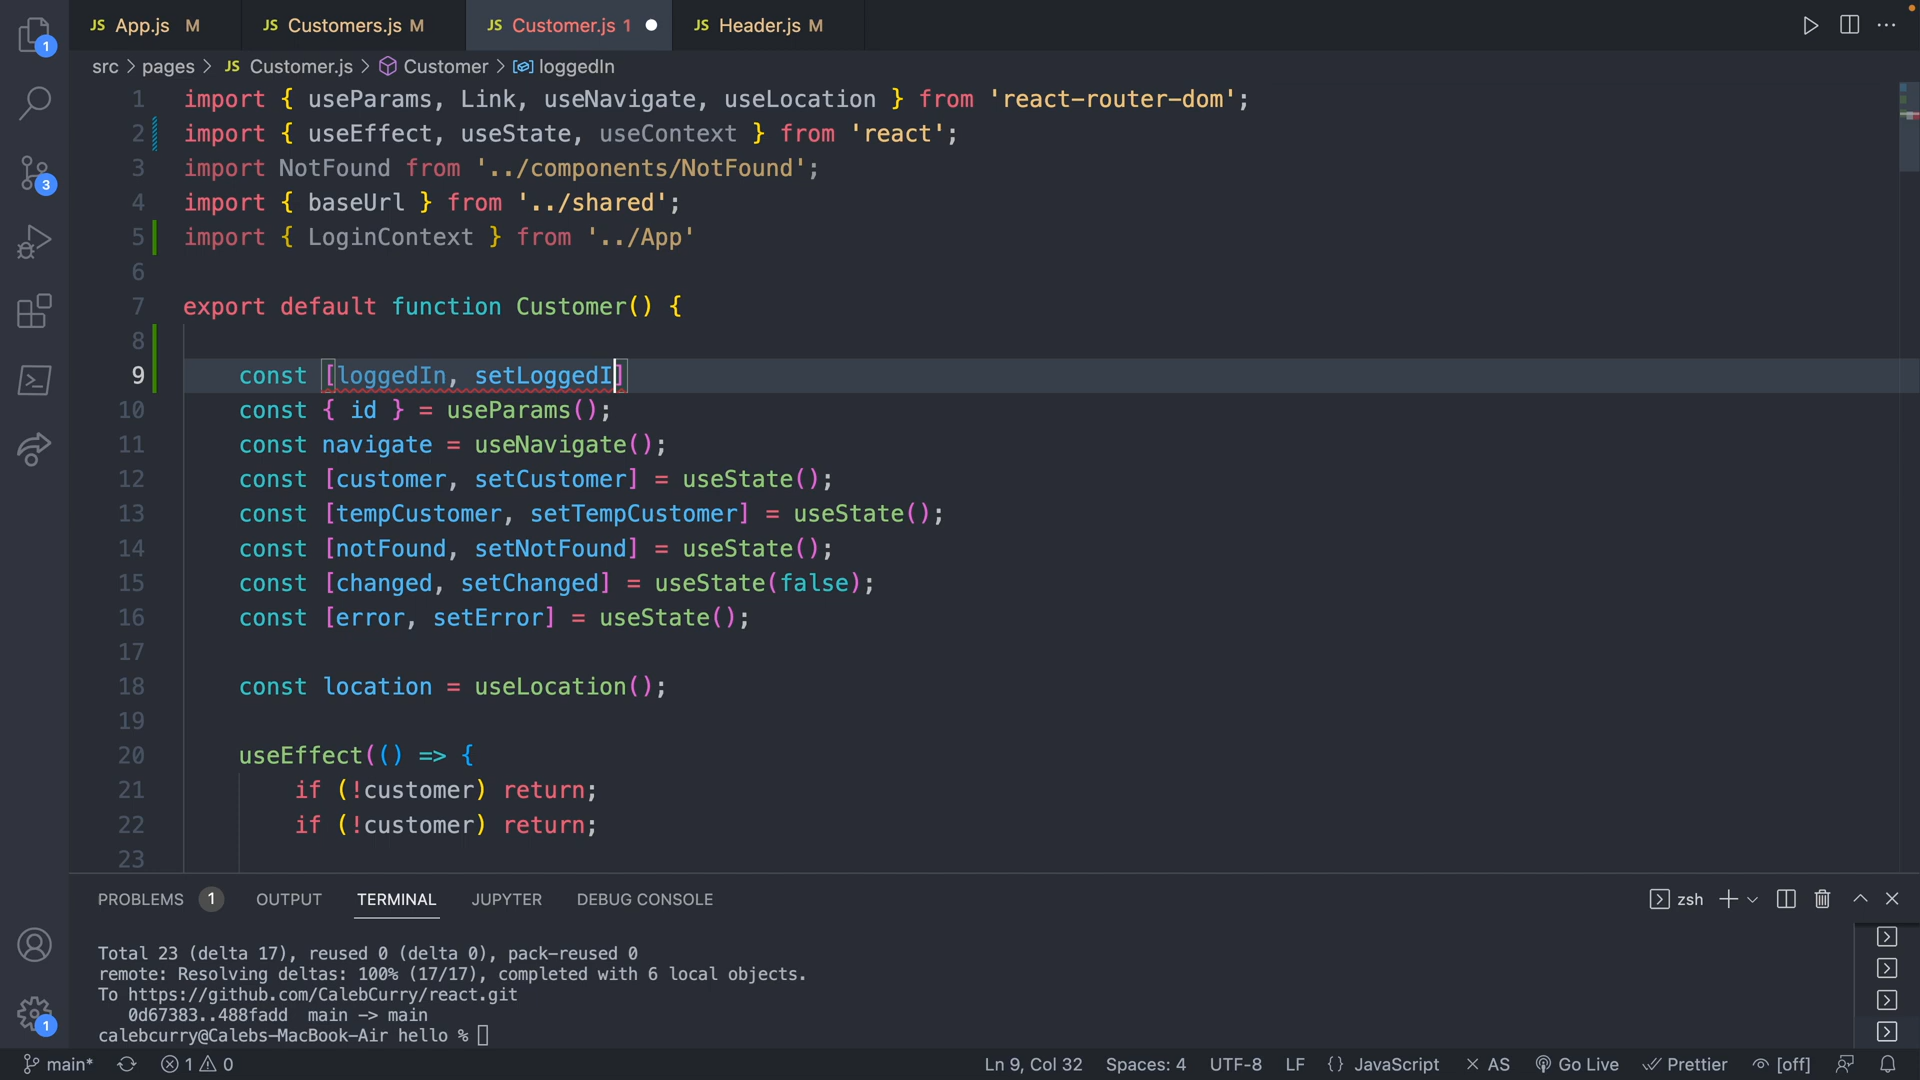 JS App.js M JS Customers.js M JS Customer.js 1 JS Header.js M
src > pages > JS Customer.js > Customer > loggedIn
1 import { useParams, Link, useNavigate, useLocation } from 'react-router-dom';
2 import { useEffect, useState, useContext } from 'react';
3 import NotFound from '../components/NotFound';
4 import { baseUrl } from '../shared';
5 import { LoginContext } from '../App'
6
7 export default function Customer() {
8
9 const [loggedIn, setLoggedI]
10 const { id } = useParams();
11 const navigate = useNavigate();
12 const [customer, setCustomer] = useState();
13 const [tempCustomer, setTempCustomer] = useState();
14 const [notFound, setNotFound] = useState();
15 const [changed, setChanged] = useState(false);
16 const [error, setError] = useState();
17
18 const location = useLocation();
19
20 useEffect(() => {
21 if (!customer) return;
22 if (!customer) return;
23
1
3
1
PROBLEMS 1 OUTPUT TERMINAL JUPYTER DEBUG CONSOLE zsh
Total 23 (delta 17), reused 0 (delta 0), pack-reused 0
remote: Resolving deltas: 100% (17/17), completed with 6 local objects.
To https://github.com/CalebCurry/react.git
0d67383..488fadd main -> main
calebcurry@Calebs-MacBook-Air hello %
main* 1 0 Ln 9, Col 32 Spaces: 4 UTF-8 LF {} JavaScript × AS Go Live Prettier [off]